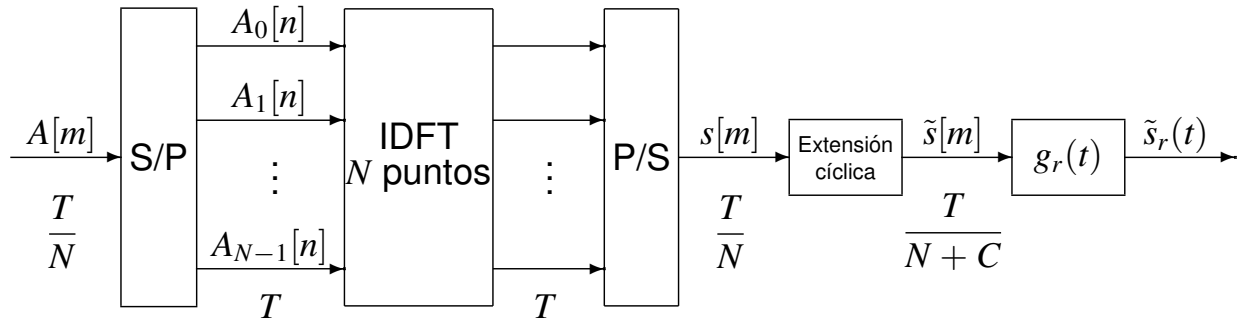 A[m]
T/N
S/P
A_0[n]
A_1[n]
⋮
A_{N−1}[n]
T
IDFT
N puntos
⋮
T
P/S
s[m]
T/N
Extensión
cíclica
s̃[m]
T/(N + C)
g_r(t)
s̃_r(t)